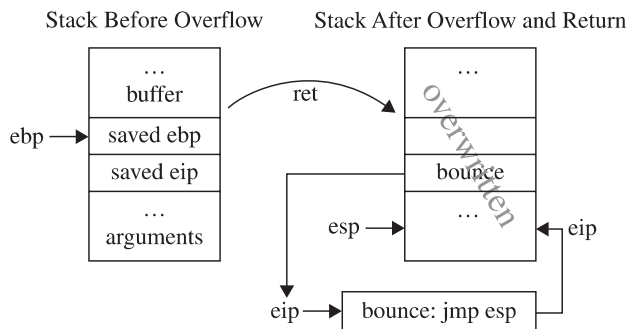 Stack Before Overflow
Stack After Overflow and Return
…
buffer
ebp
saved ebp
saved eip
…
arguments
ret
…
overwritten
bounce
esp
…
eip
eip
bounce: jmp esp